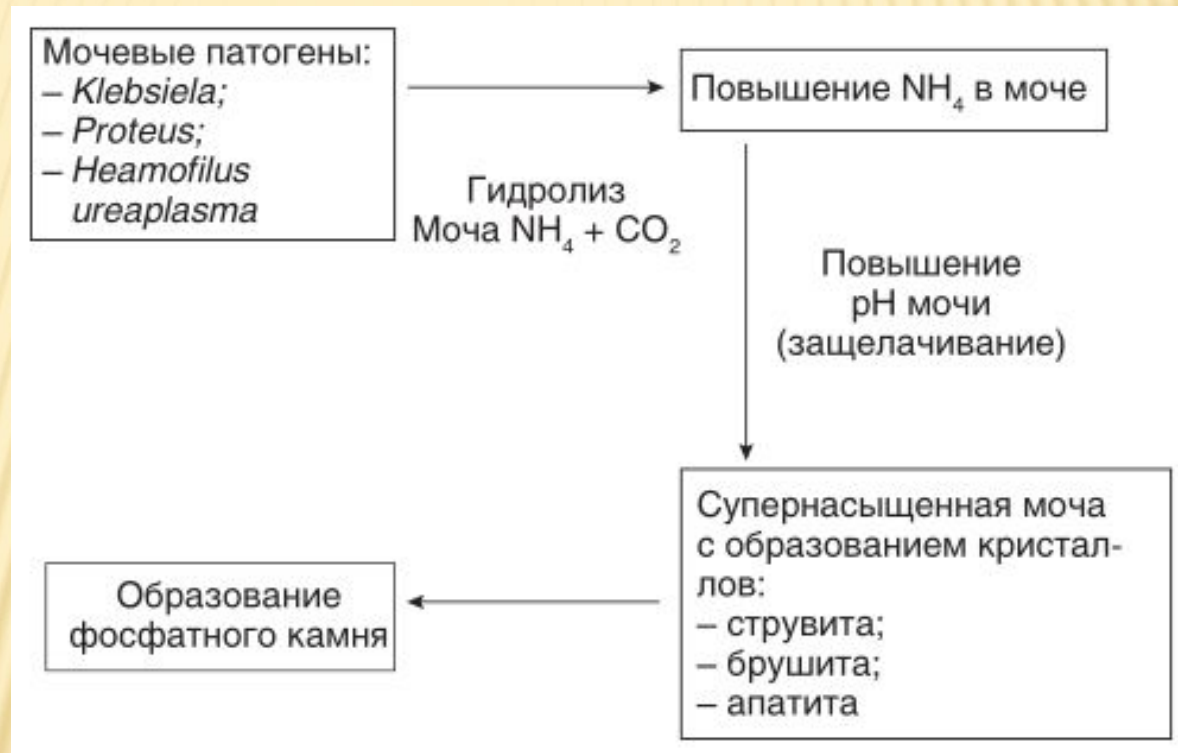 Мочевые патогены:
– Klebsiela;
– Proteus;
– Heamofilus
ureaplasma
Гидролиз
Моча NH₄ + CO₂
Повышение NH₄ в моче
Повышение
pH мочи
(защелачивание)
Супернасыщенная моча
с образованием кристал-
лов:
– струвита;
– брушита;
– апатита
Образование
фосфатного камня